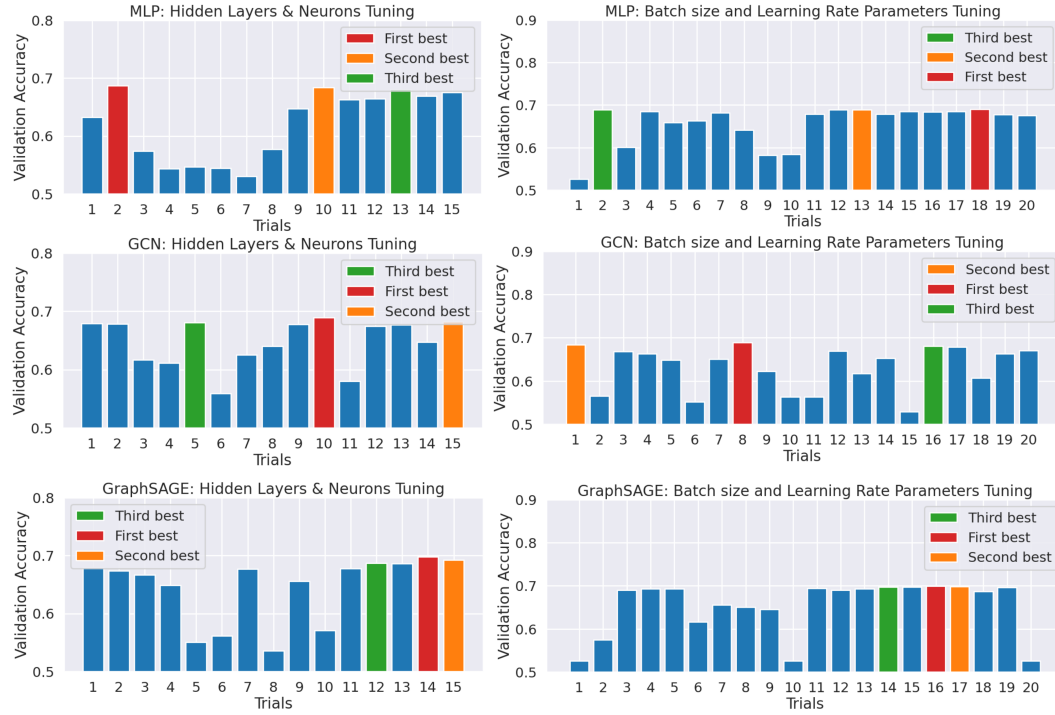 MLP: Hidden Layers & Neurons Tuning
Validation Accuracy
0.8
0.7
0.6
0.5
First best
Second best
Third best
1 2 3 4 5 6 7 8 9 10 11 12 13 14 15
Trials
MLP: Batch size and Learning Rate Parameters Tuning
Validation Accuracy
0.9
0.8
0.7
0.6
0.5
Third best
Second best
First best
1 2 3 4 5 6 7 8 9 10 11 12 13 14 15 16 17 18 19 20
Trials
GCN: Hidden Layers & Neurons Tuning
Validation Accuracy
0.8
0.7
0.6
0.5
Third best
First best
Second best
1 2 3 4 5 6 7 8 9 10 11 12 13 14 15
Trials
GCN: Batch size and Learning Rate Parameters Tuning
Validation Accuracy
0.9
0.8
0.7
0.6
0.5
Second best
First best
Third best
1 2 3 4 5 6 7 8 9 10 11 12 13 14 15 16 17 18 19 20
Trials
GraphSAGE: Hidden Layers & Neurons Tuning
Validation Accuracy
0.8
0.7
0.6
0.5
Third best
First best
Second best
1 2 3 4 5 6 7 8 9 10 11 12 13 14 15
Trials
GraphSAGE: Batch size and Learning Rate Parameters Tuning
Validation Accuracy
0.9
0.8
0.7
0.6
0.5
Third best
First best
Second best
1 2 3 4 5 6 7 8 9 10 11 12 13 14 15 16 17 18 19 20
Trials